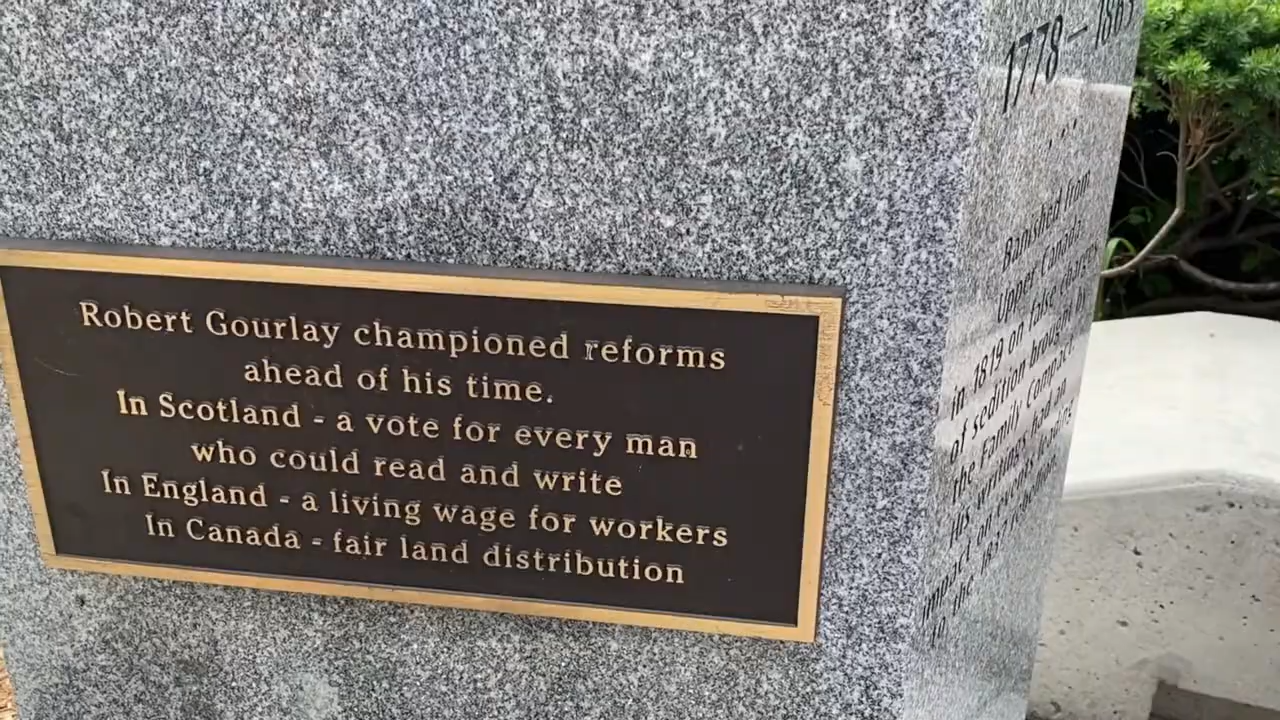 Robert Gourlay championed reforms
ahead of his time.
In Scotland - a vote for every man
who could read and write
In England - a living wage for workers
In Canada - fair land distribution
1778 – 1863
Banished from
Upper Canada
in 1819 on false charges
of sedition brought by
the Family Compact.
His writings had an
impact on events leading
to the 1837 rebellion